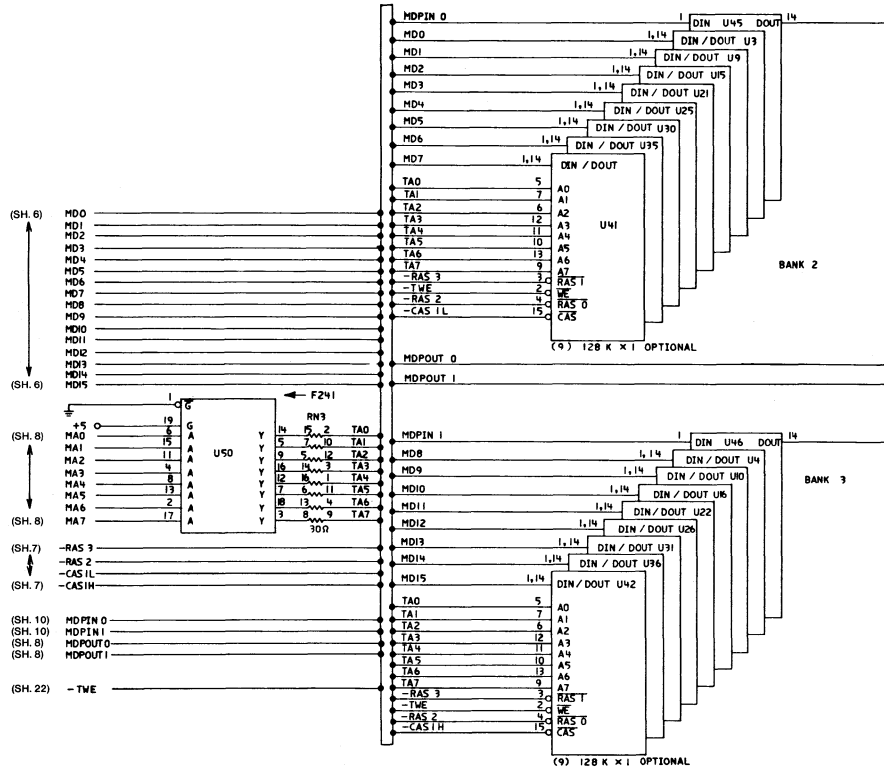 MDPIN 0
1
DIN U45 DOUT
14
MD0
1,14
DIN / DOUT U3
MD1
1,14
DIN / DOUT U9
MD2
1,14
DIN / DOUT U15
MD3
1,14
DIN / DOUT U21
MD4
1,14
DIN / DOUT U25
MD5
1,14
DIN / DOUT U30
MD6
1,14
DIN / DOUT U35
MD7
1,14
DIN / DOUT
TA0 5 A0
TA1 7 A1
TA2 6 A2
TA3 12 A3
TA4 11 A4
TA5 10 A5
TA6 13 A6
TA7 9 A7
-RAS 3 3 RAS 1
-TWE 2 WE
-RAS 2 4 RAS 0
-CAS 1L 15 CAS
U41
BANK 2
(9) 128 K × 1 OPTIONAL
(SH. 6) MD0
MD1
MD2
MD3
MD4
MD5
MD6
MD7
MD8
MD9
MD10
MD11
MD12
MD13
MD14
(SH. 6) MD15
MDPOUT 0
MDPOUT 1
F241
1 G
+5 19 G
RN3
(SH. 8) MA0 6 A Y 14 15 2 TA0
MA1 15 A Y 5 7 10 TA1
MA2 11 A Y 9 5 12 TA2
MA3 4 A Y 16 14 3 TA3
MA4 8 A Y 12 16 1 TA4
MA5 13 A Y 7 6 11 TA5
MA6 2 A Y 18 13 4 TA6
(SH. 8) MA7 17 A Y 3 8 9 TA7
U50
30Ω
(SH.7) -RAS 3
-RAS 2
-CAS1L
(SH. 7) -CAS1H
(SH. 10) MDPIN 0
(SH. 10) MDPIN1
(SH. 8) MDPOUT0
(SH. 8) MDPOUT1
(SH. 22) -TWE
MDPIN 1
1
DIN U46 DOUT
14
MD8
1,14
DIN / DOUT U4
MD9
1,14
DIN / DOUT U10
MD10
1,14
DIN / DOUT U16
MD11
1,14
DIN / DOUT U22
MD12
1,14
DIN / DOUT U26
MD13
1,14
DIN / DOUT U31
MD14
1,14
DIN / DOUT U36
MD15
1,14
DIN/DOUT U42
TA0 5 A0
TA1 7 A1
TA2 6 A2
TA3 12 A3
TA4 11 A4
TA5 10 A5
TA6 13 A6
TA7 9 A7
-RAS 3 3 RAS 1
-TWE 2 WE
-RAS 2 4 RAS 0
-CAS 1H 15 CAS
BANK 3
(9) 128 K × 1 OPTIONAL